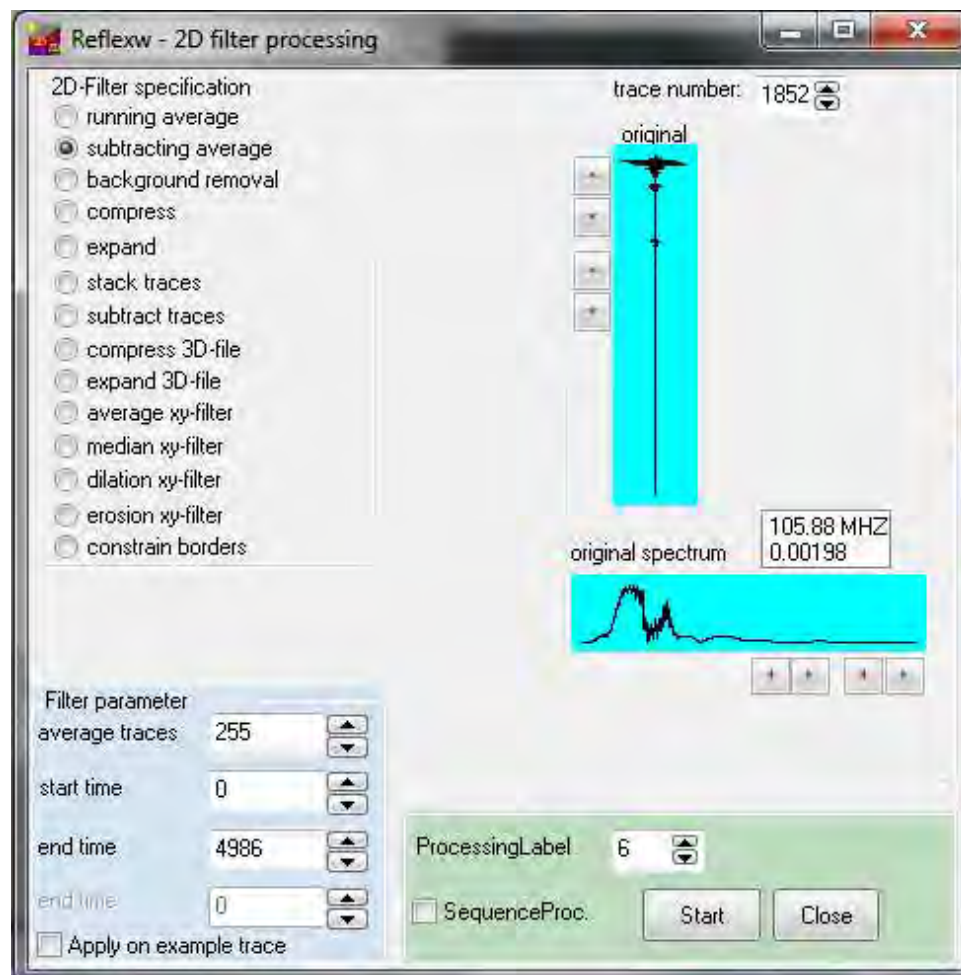 Reflexw - 2D filter processing
2D-Filter specification
running average
subtracting average
background removal
compress
expand
stack traces
subtract traces
compress 3D-file
expand 3D-file
average xy-filter
median xy-filter
dilation xy-filter
erosion xy-filter
constrain borders
trace number: 1852
original
105.88 MHZ
0.00198
original spectrum
Filter parameter
average traces 255
start time 0
end time 4986
end time 0
Apply on example trace
ProcessingLabel 6
SequenceProc. Start Close